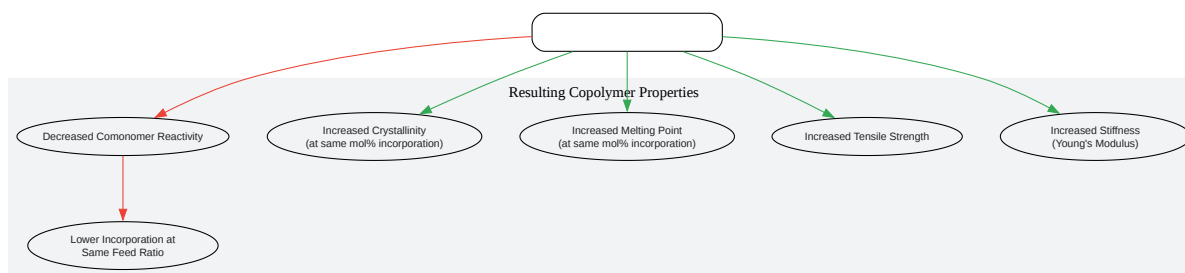 Resulting Copolymer Properties
Decreased Comonomer Reactivity
Increased Crystallinity
(at same mol% incorporation)
Increased Melting Point
(at same mol% incorporation)
Increased Tensile Strength
Increased Stiffness
(Young's Modulus)
Lower Incorporation at
Same Feed Ratio